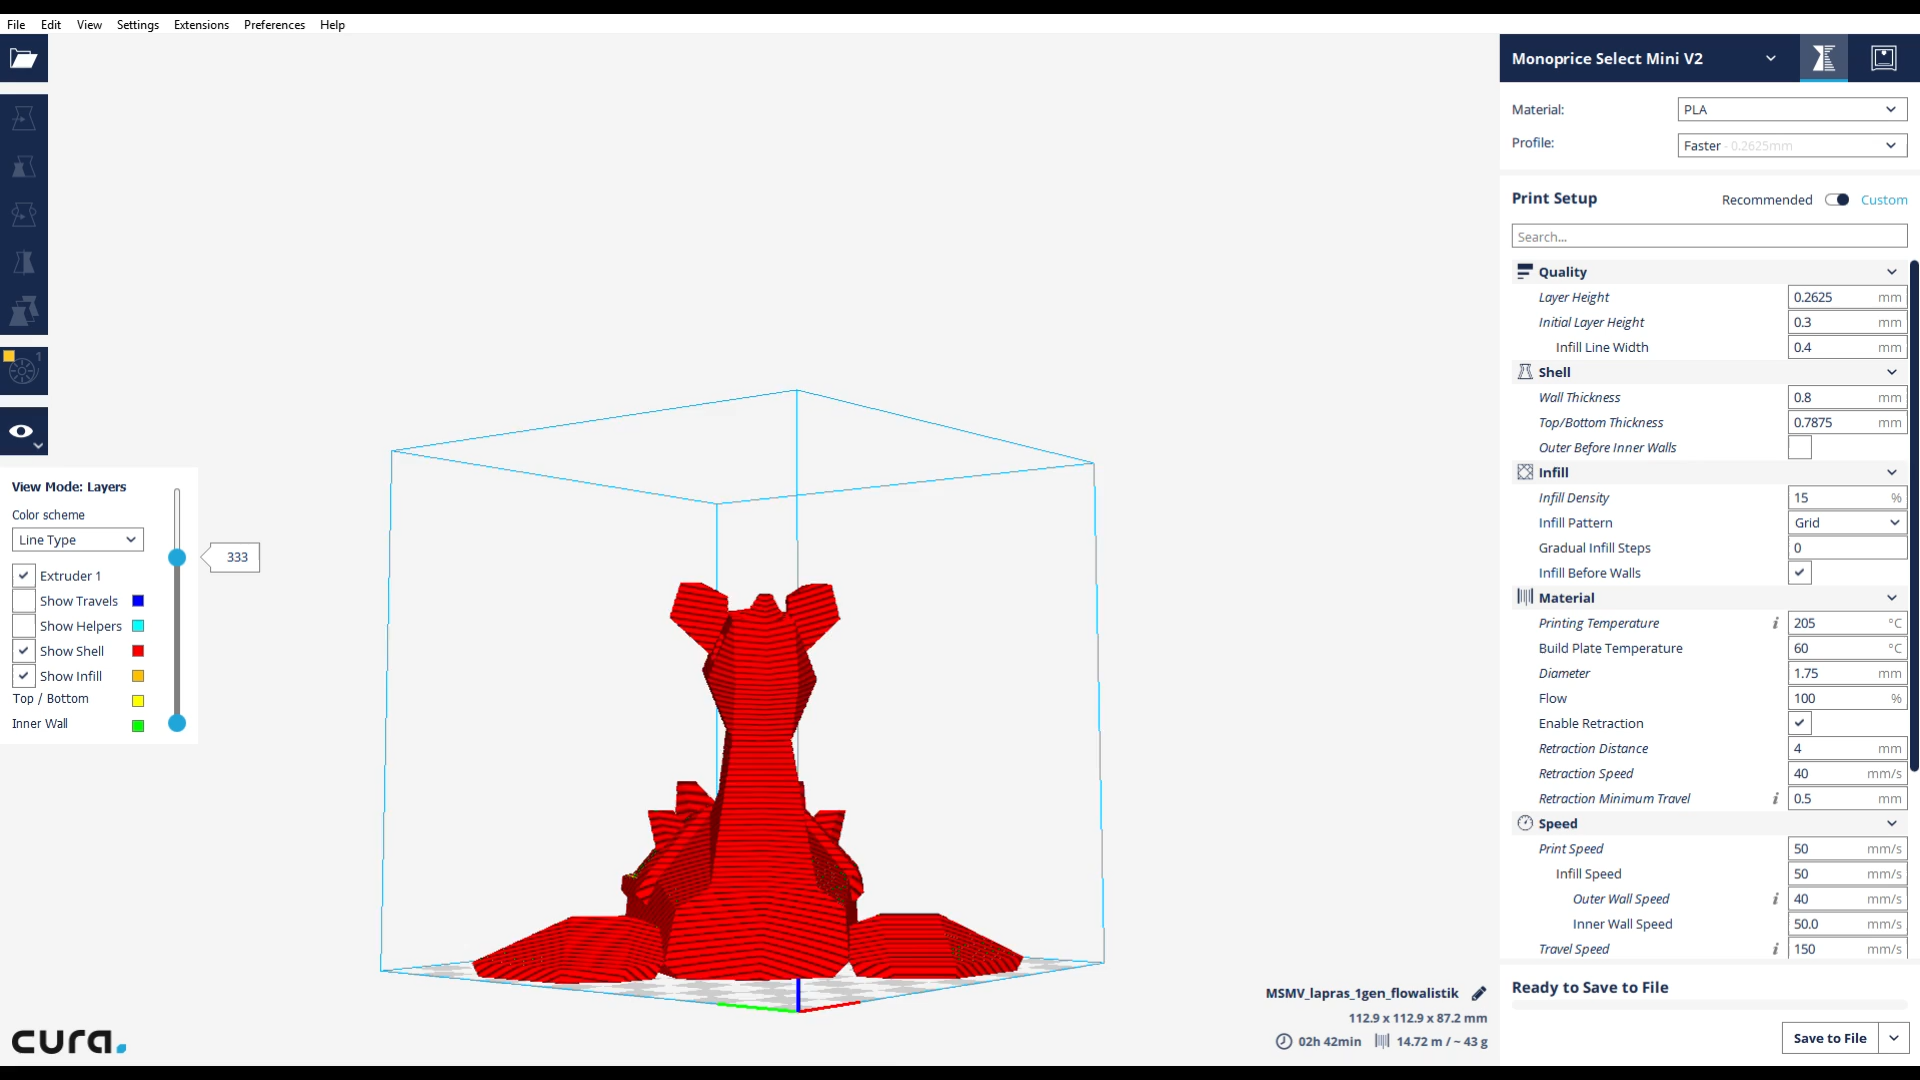 File Edit View Settings Extensions Preferences Help
Monoprice Select Mini V2
Material: PLA
Profile: Faster - 0.2625mm
Print Setup Recommended Custom
Search...
Quality
Layer Height 0.2625 mm
Initial Layer Height 0.3 mm
Infill Line Width 0.4 mm
Shell
Wall Thickness 0.8 mm
Top/Bottom Thickness 0.7875 mm
Outer Before Inner Walls
Infill
Infill Density 15 %
Infill Pattern Grid
Gradual Infill Steps 0
Infill Before Walls
Material
Printing Temperature i 205 °C
Build Plate Temperature 60 °C
Diameter 1.75 mm
Flow 100 %
Enable Retraction
Retraction Distance 4 mm
Retraction Speed 40 mm/s
Retraction Minimum Travel i 0.5 mm
Speed
Print Speed 50 mm/s
Infill Speed 50 mm/s
Outer Wall Speed i 40 mm/s
Inner Wall Speed 50.0 mm/s
Travel Speed i 150 mm/s
Ready to Save to File
Save to File
1
View Mode: Layers
Color scheme
Line Type
333
Extruder 1
Show Travels
Show Helpers
Show Shell
Show Infill
Top / Bottom
Inner Wall
MSMV_lapras_1gen_flowalistik
112.9 x 112.9 x 87.2 mm
02h 42min 14.72 m / ~ 43 g
cura.